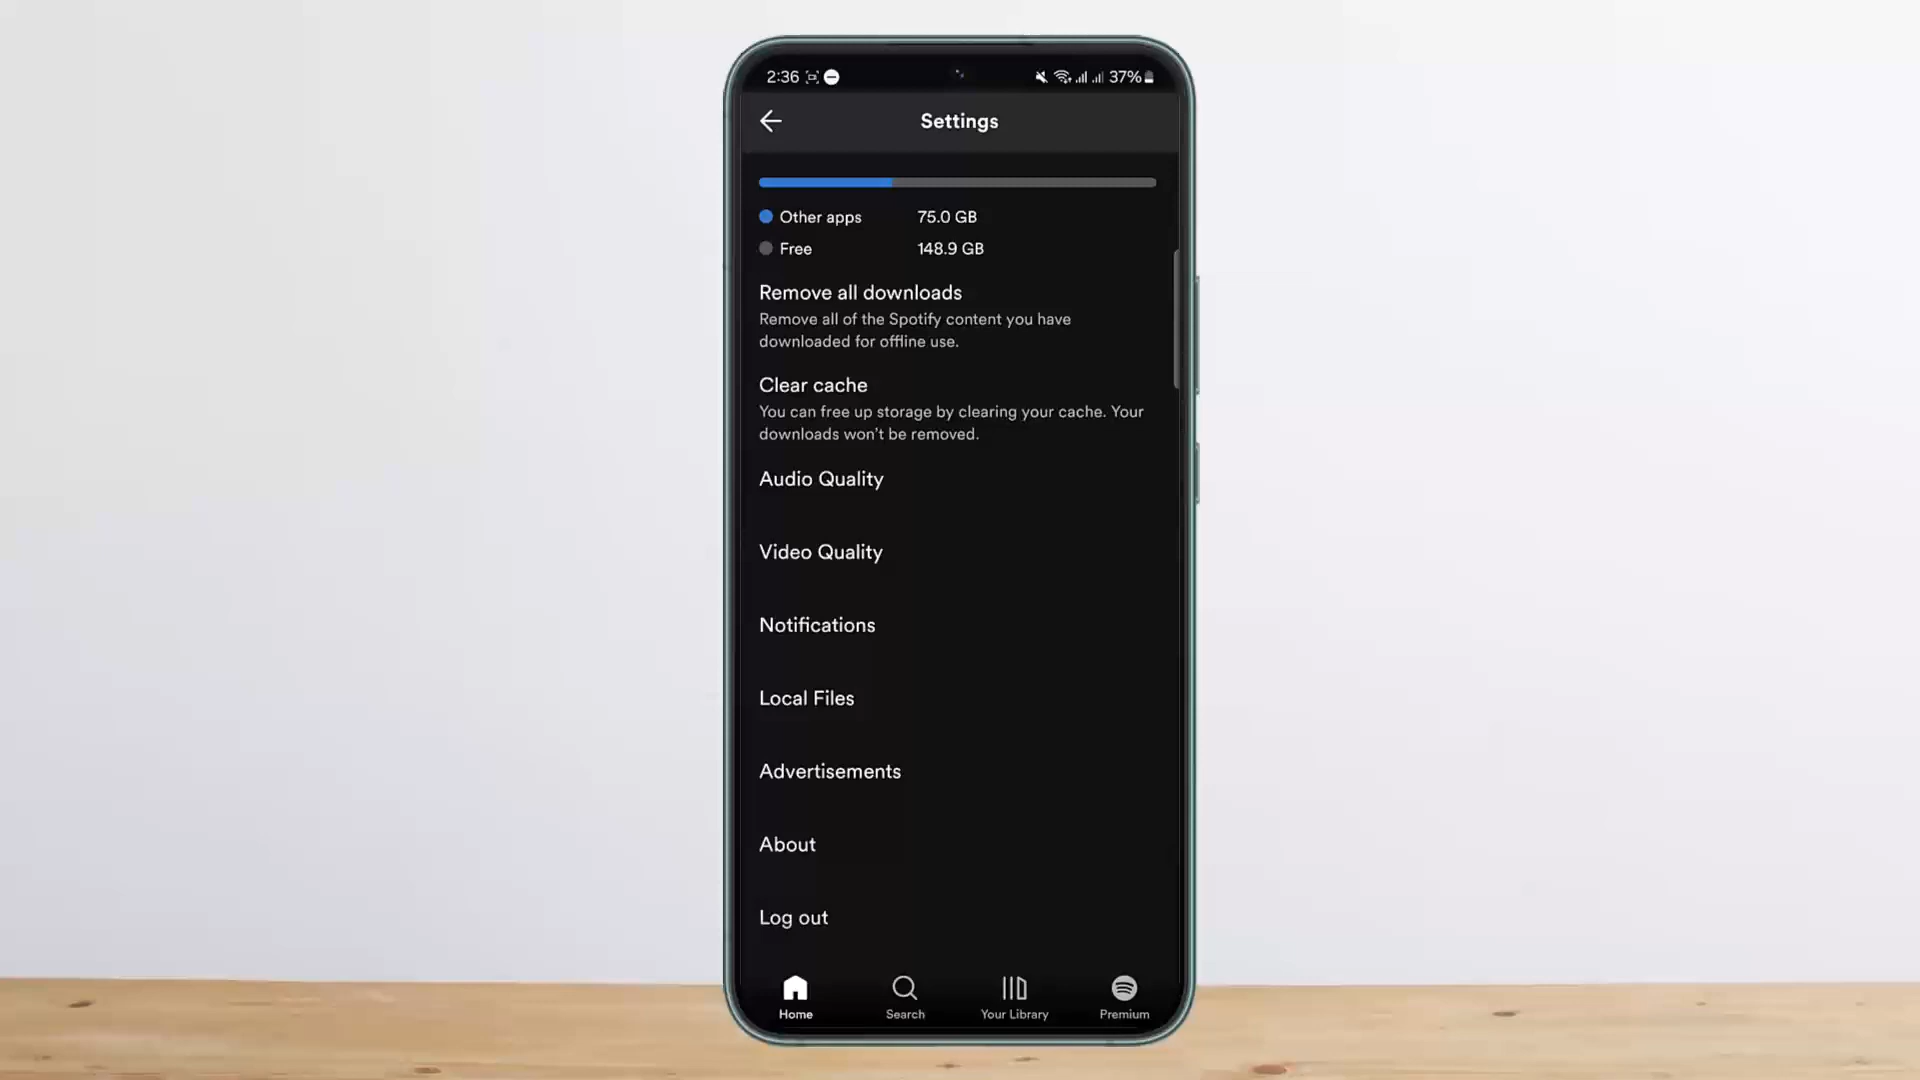 2:36 37%
Settings
Other apps 75.0 GB
Free 148.9 GB
Remove all downloads
Remove all of the Spotify content you have
downloaded for offline use.
Clear cache
You can free up storage by clearing your cache. Your
downloads won't be removed.
Audio Quality
Video Quality
Notifications
Local Files
Advertisements
About
Log out
Home Search Your Library Premium